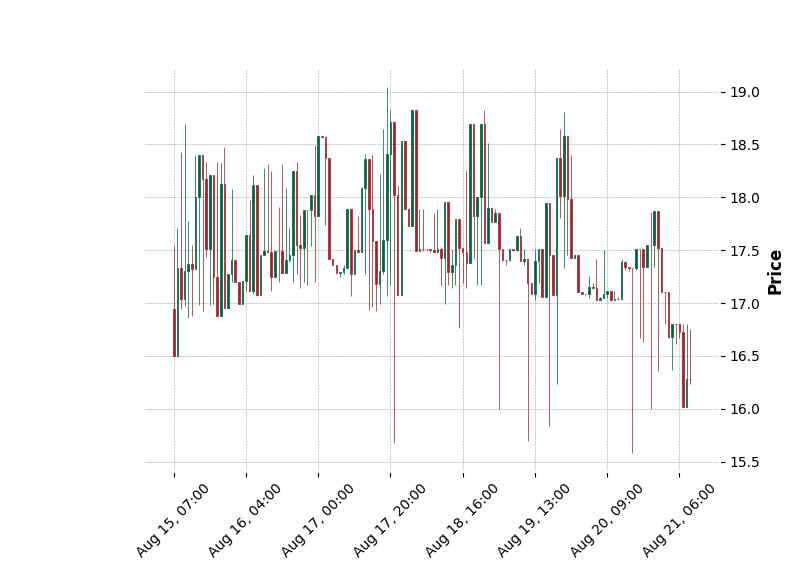 19.0
18.5
18.0
17.5
17.0
16.5
16.0
15.5
Price
Aug 15, 07:00
Aug 16, 04:00
Aug 17, 00:00
Aug 17, 20:00
Aug 18, 16:00
Aug 19, 13:00
Aug 20, 09:00
Aug 21, 06:00